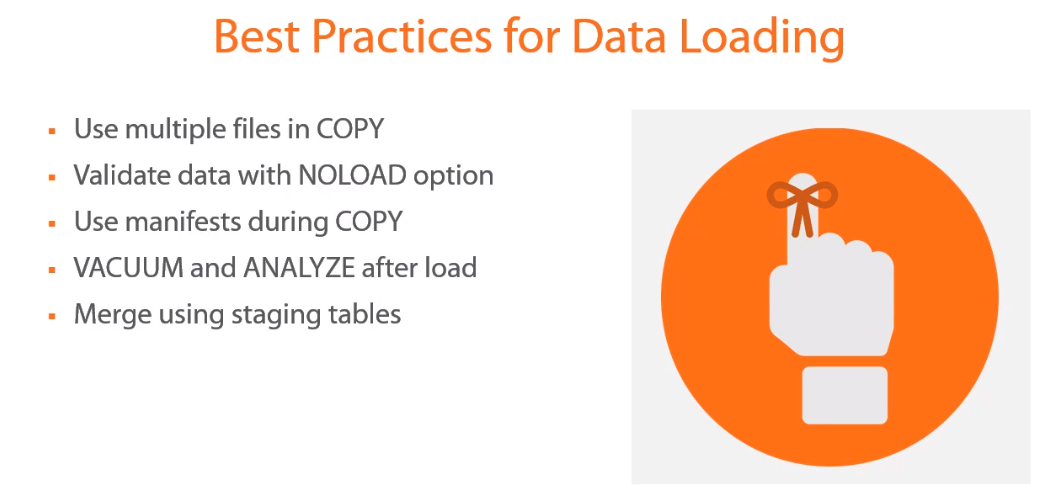 Best Practices for Data Loading
Use multiple files in COPY
Validate data with NOLOAD option
Use manifests during COPY
VACUUM and ANALYZE after load
Merge using staging tables